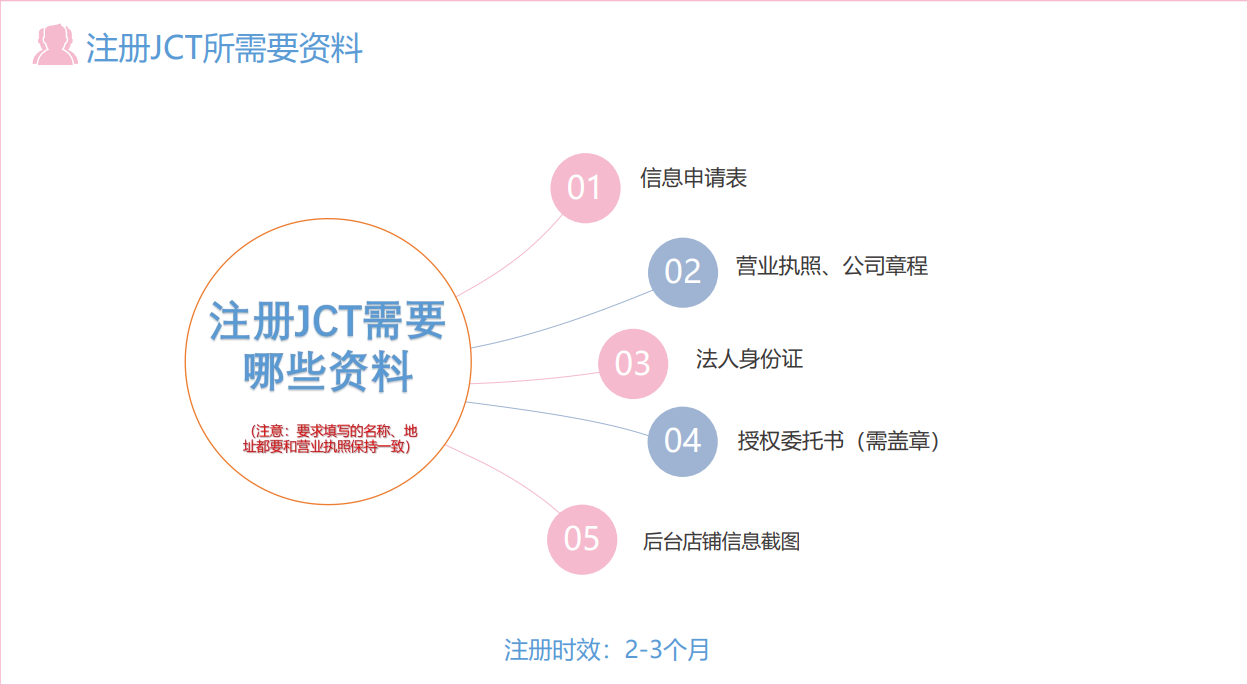 注册JCT所需要资料
01
信息申请表
02
营业执照、公司章程
注册JCT需要
哪些资料
（注意：要求填写的名称、地
址都要和营业执照保持一致）
03
法人身份证
04
授权委托书（需盖章）
05
后台店铺信息截图
注册时效：2-3个月